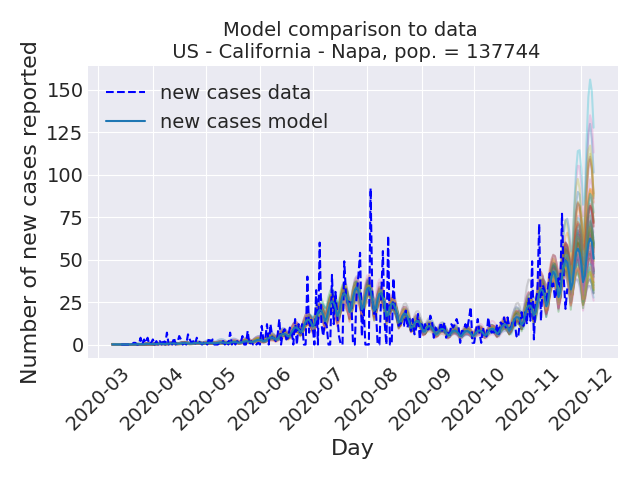 Model comparison to data
US - California - Napa, pop. = 137744
Number of new cases reported
150
125
100
75
50
25
0
new cases data
new cases model
2020-03
2020-04
2020-05
2020-06
2020-07
2020-08
2020-09
2020-10
2020-11
2020-12
Day